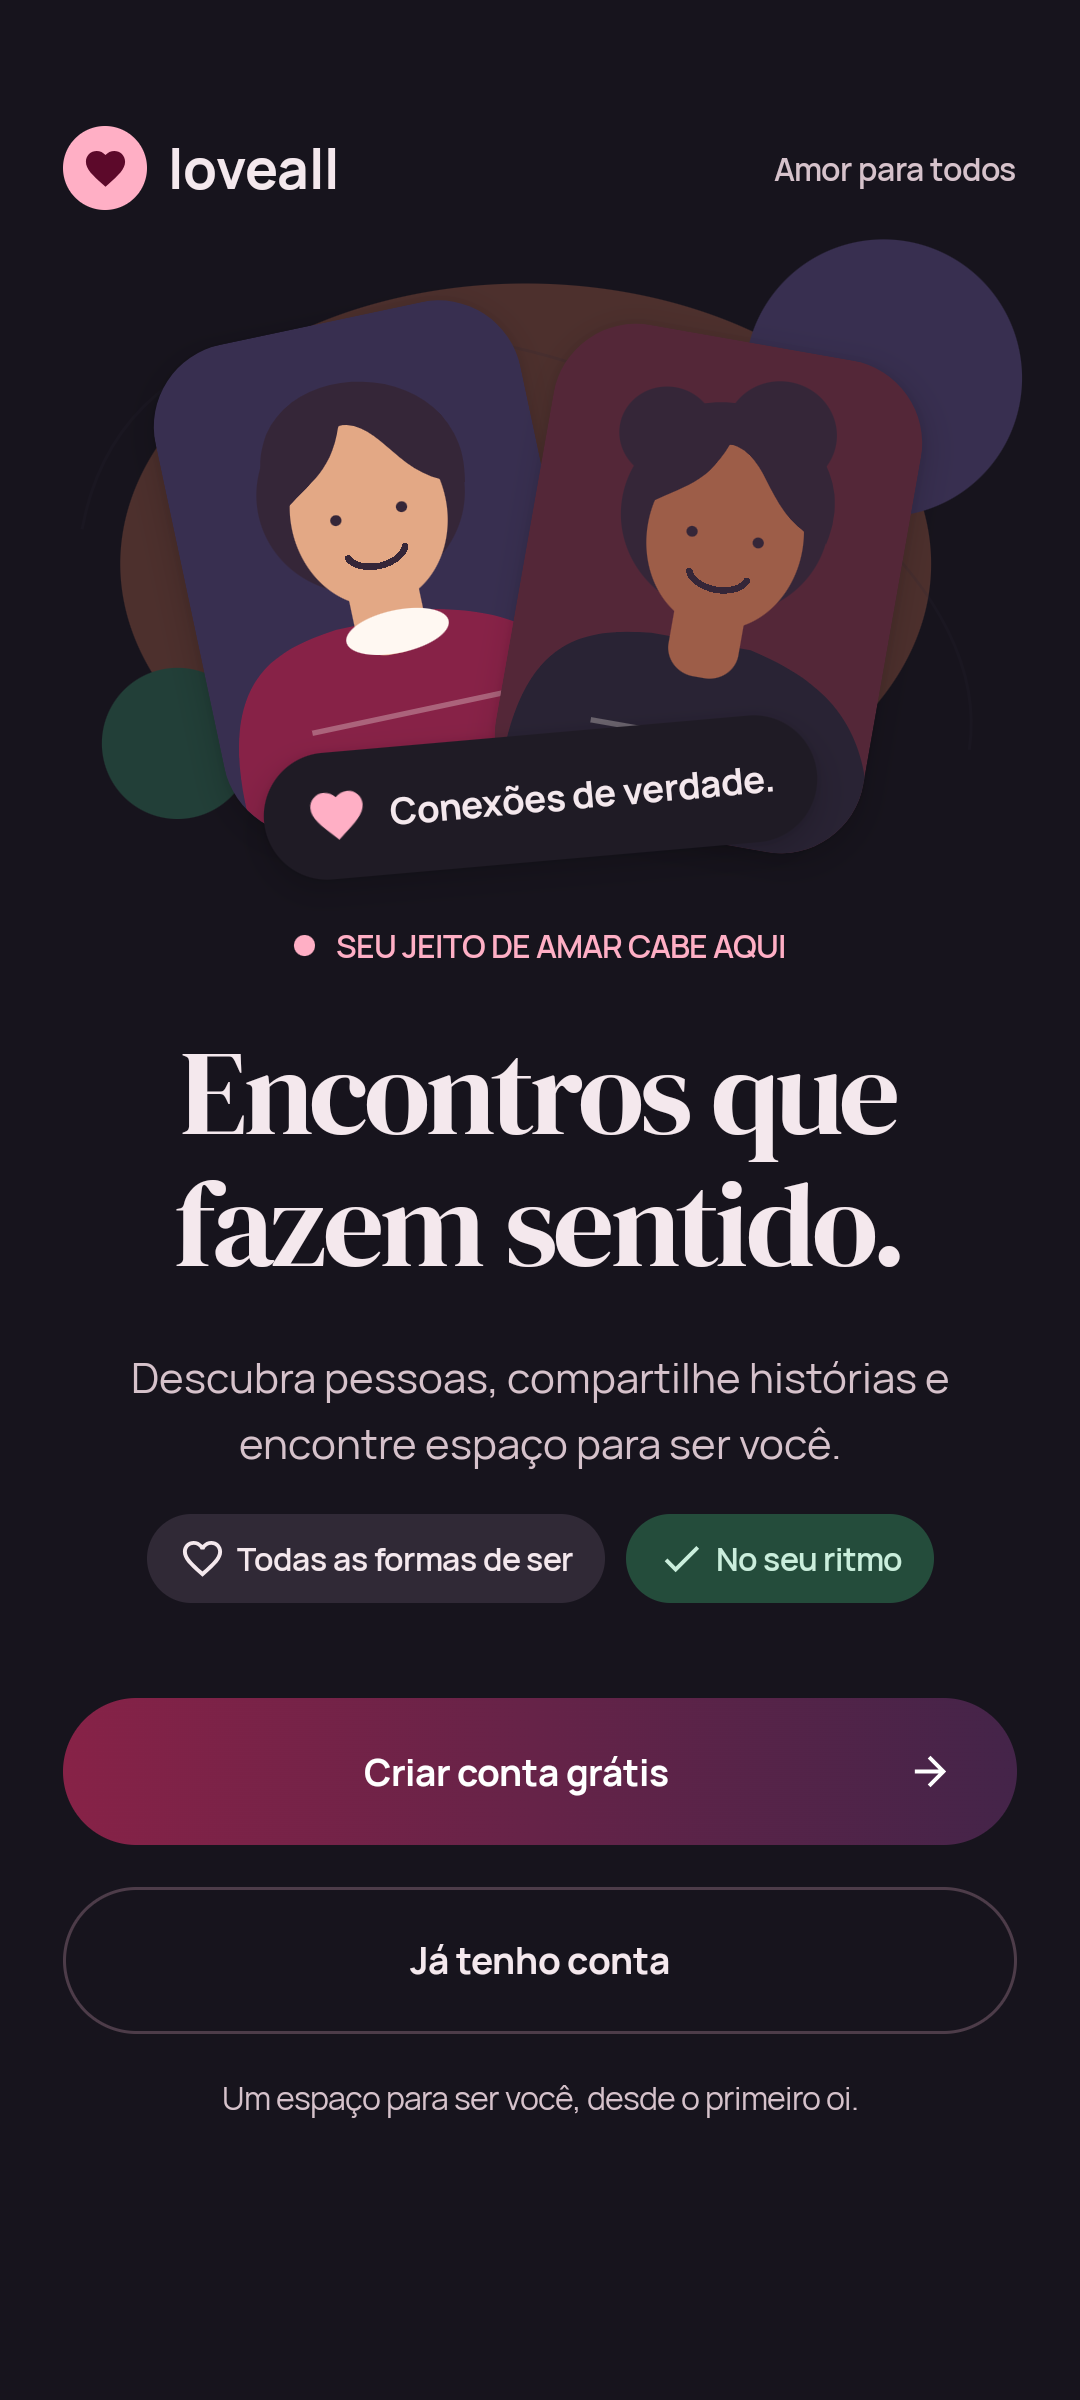 loveall
Amor para todos
Conexões de verdade.
SEU JEITO DE AMAR CABE AQUI
Encontros que
fazem sentido.
Descubra pessoas, compartilhe histórias e
encontre espaço para ser você.
Todas as formas de ser
No seu ritmo
Criar conta grátis
Já tenho conta
Um espaço para ser você, desde o primeiro oi.